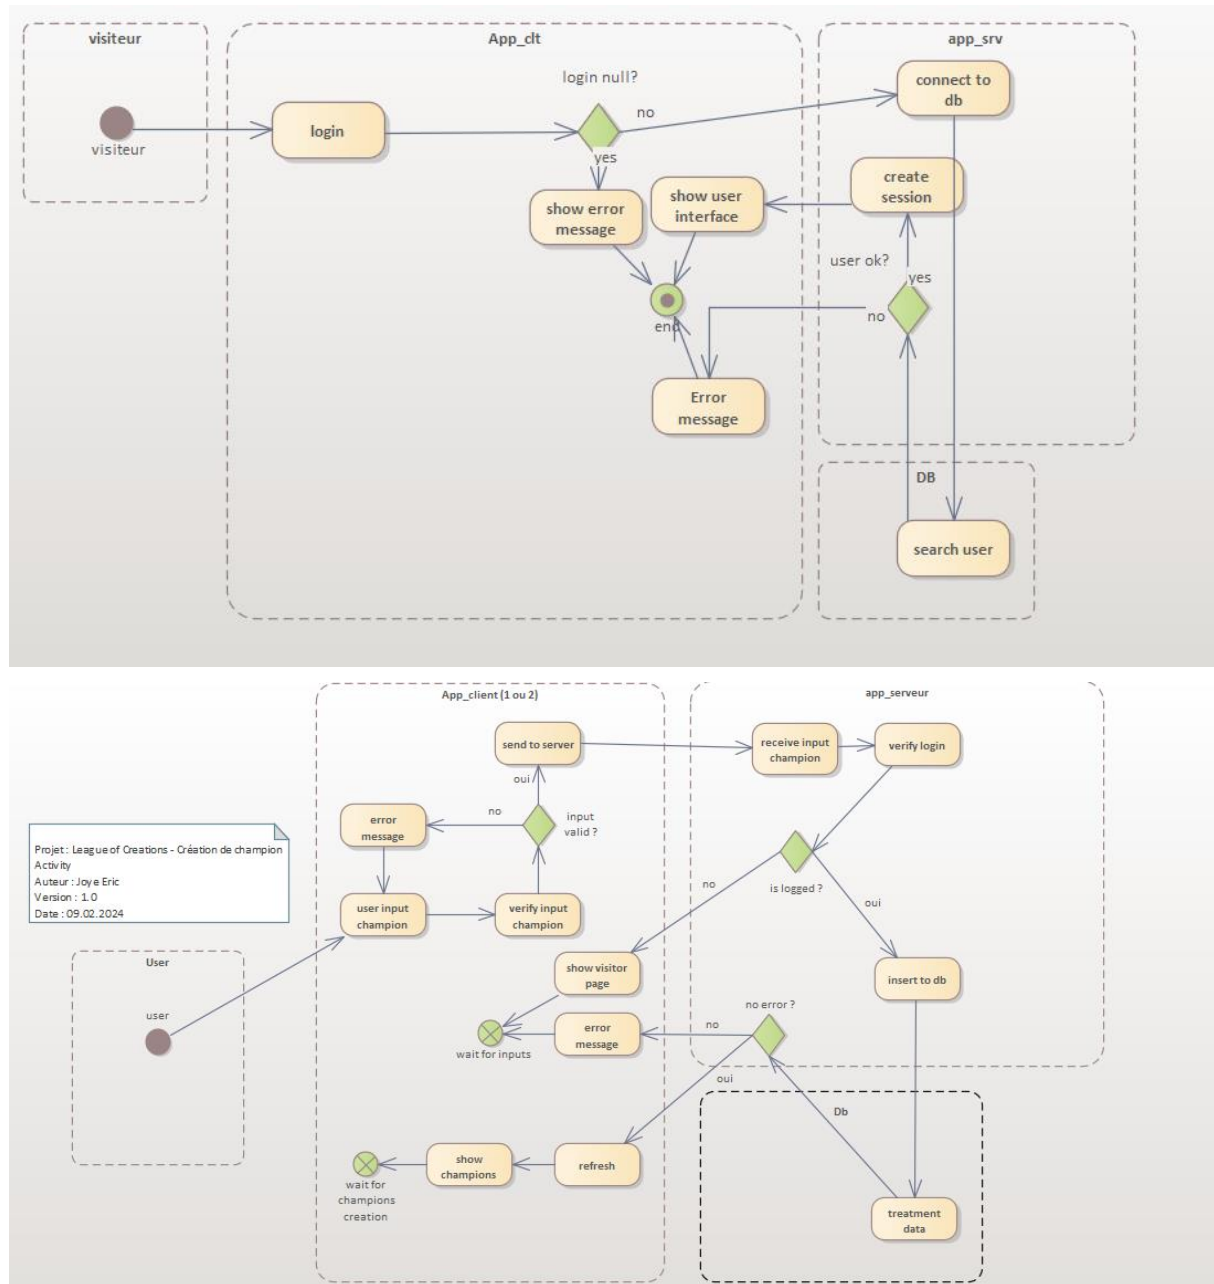 visiteur
App_clt
app_srv
login null?
connect to
db
no
login
visiteur
yes
create
session
show user
interface
show error
message
user ok?
yes
no
end
Error
message
DB
search user
App_client (1 ou 2)
app_serveur
send to server
receive input
champion
verify login
oui
error
message
no
input
valid ?
Projet : League of Creations - Création de champion
Activity
Auteur : Joye Eric
Version : 1.0
Date : 09.02.2024
no
is logged ?
user input
champion
verify input
champion
oui
User
show visitor
page
insert to db
user
no error ?
error
message
no
wait for inputs
oui
Db
show
champions
refresh
wait for
champions
creation
treatment
data